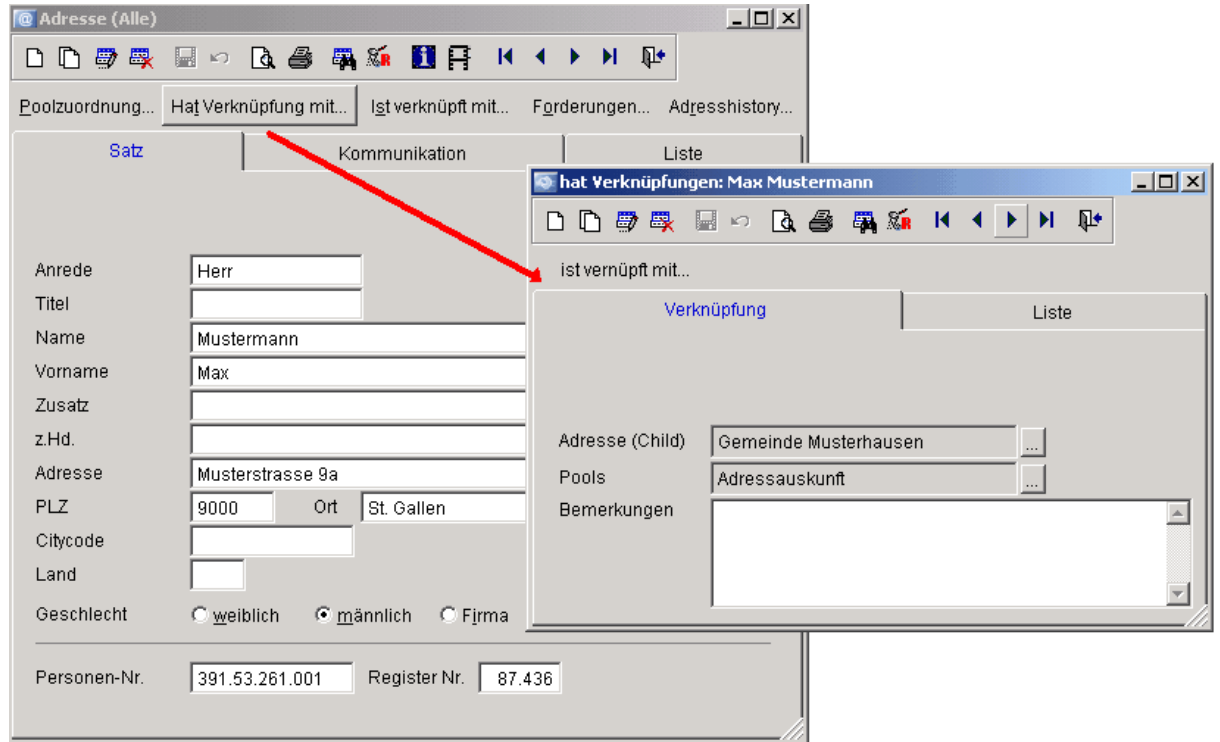 Adresse (Alle)
Poolzuordnung... Hat Verknüpfung mit... Ist verknüpft mit... Forderungen... Adresshistory...
Satz Kommunikation Liste
Anrede Herr
Titel
Name Mustermann
Vorname Max
Zusatz
z.Hd.
Adresse Musterstrasse 9a
PLZ 9000 Ort St. Gallen
Citycode
Land
Geschlecht weiblich männlich Firma
Personen-Nr. 391.53.261.001 Register Nr. 87.436
hat Verknüpfungen: Max Mustermann
ist vernüpft mit...
Verknüpfung Liste
Adresse (Child) Gemeinde Musterhausen ...
Pools Adressauskunft ...
Bemerkungen